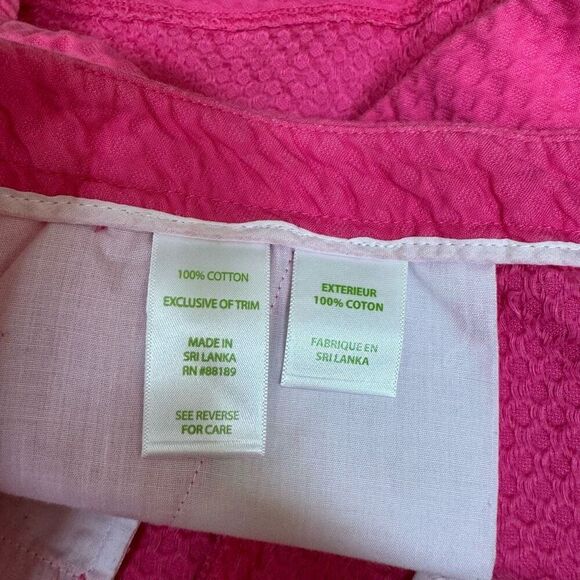 100% COTTON
EXCLUSIVE OF TRIM
MADE IN
SRI LANKA
RN #88189
SEE REVERSE
FOR CARE
EXTERIEUR
100% COTON
FABRIQUE EN
SRI LANKA